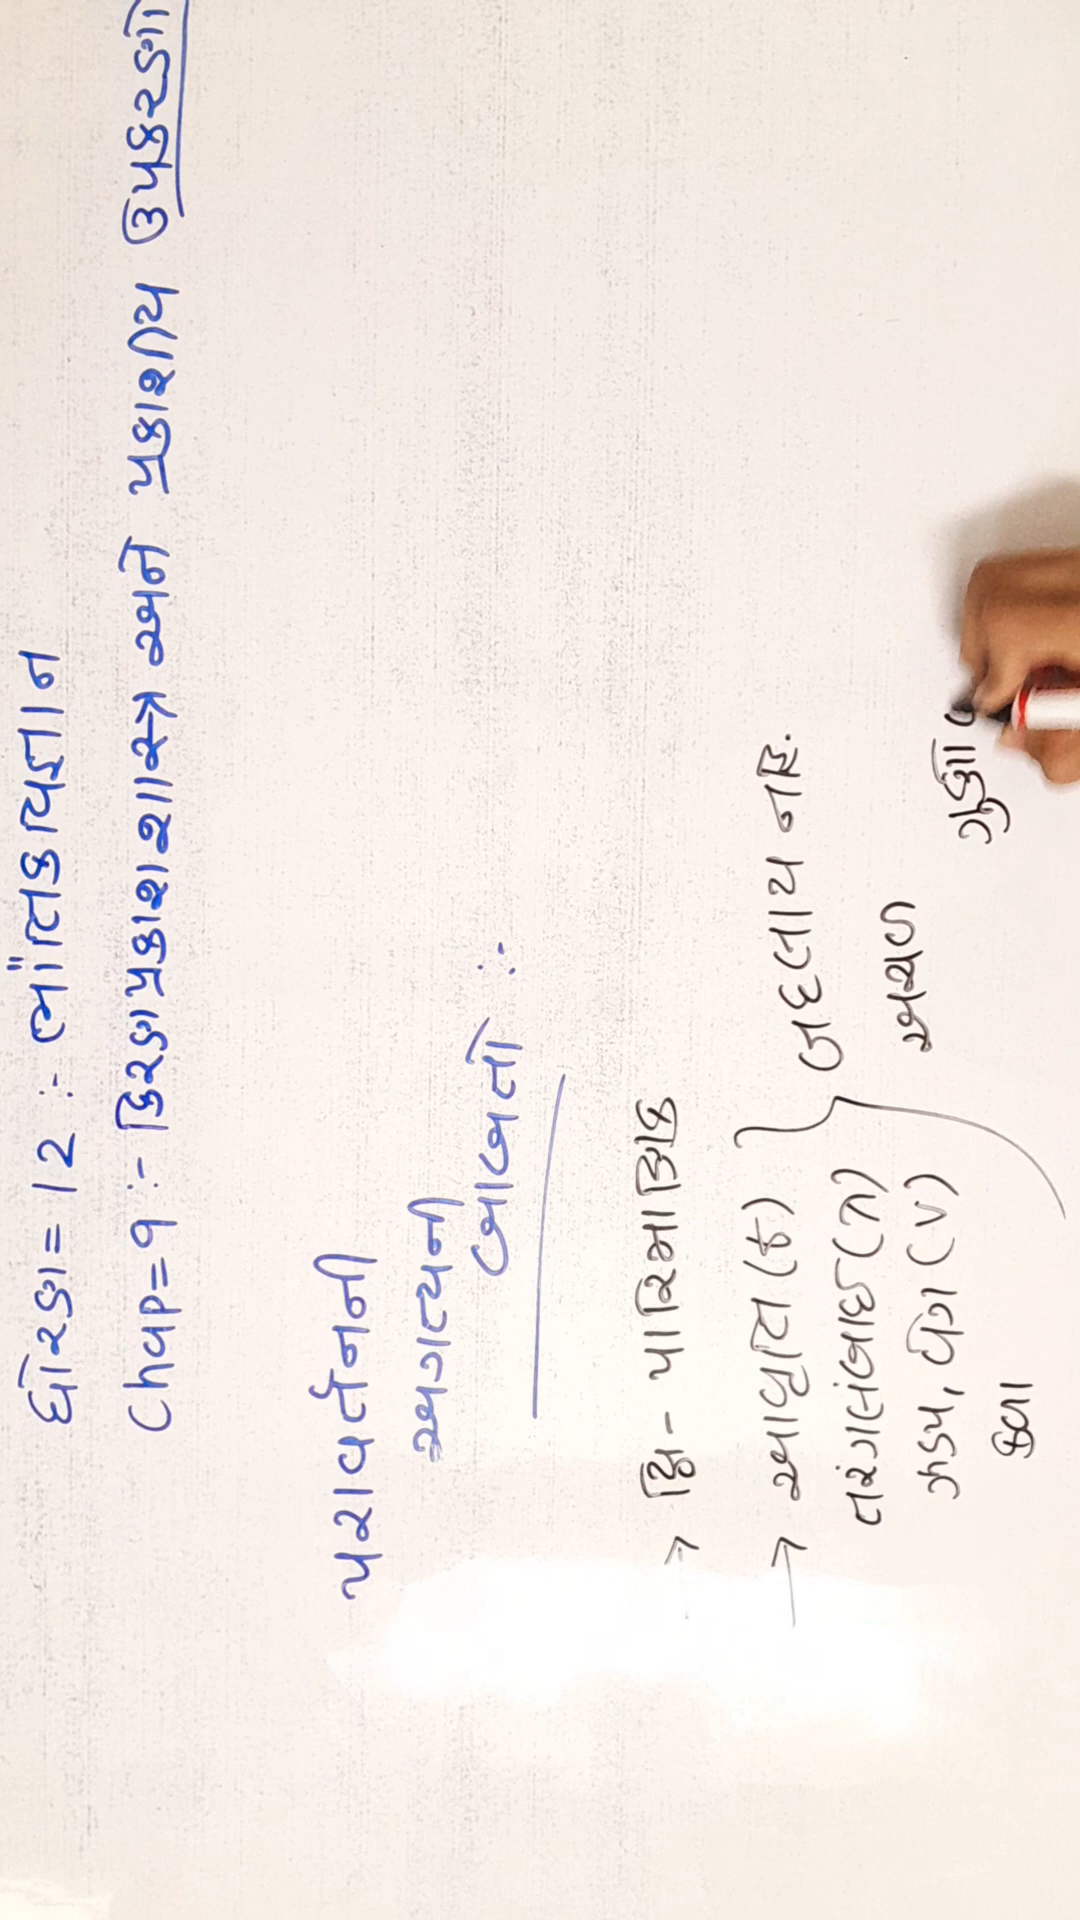 ધોરણ = 12 :- ભૌતિકવિજ્ઞાન
Chap=9 :- કિરણપ્રકાશશાસ્ત્ર અને પ્રકાશીય ઉપકરણો
પરાવર્તનની
અગત્યની
બાબતો :-
→ દ્વિ - પારિમાણિક
→ આવૃત્તિ (f)
બદલાય નહિ.
તરંગલંબાઇ (λ)
ઝડપ, વેગ (v)
અચળ
કળા
ગુણો